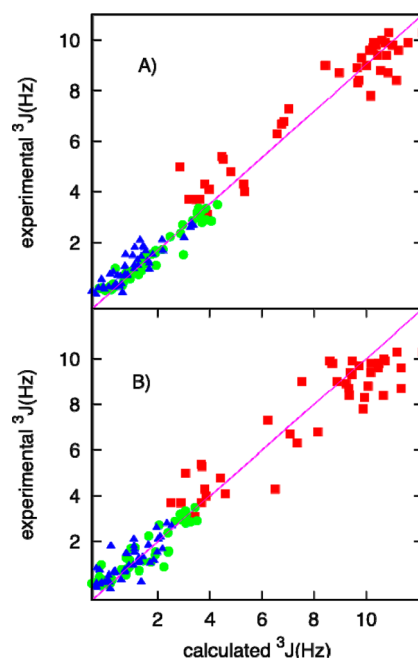 experimental ³J(Hz)
10
8
6
4
2
A)
experimental ³J(Hz)
10
8
6
4
2
B)
2 4 6 8 10
calculated ³J(Hz)